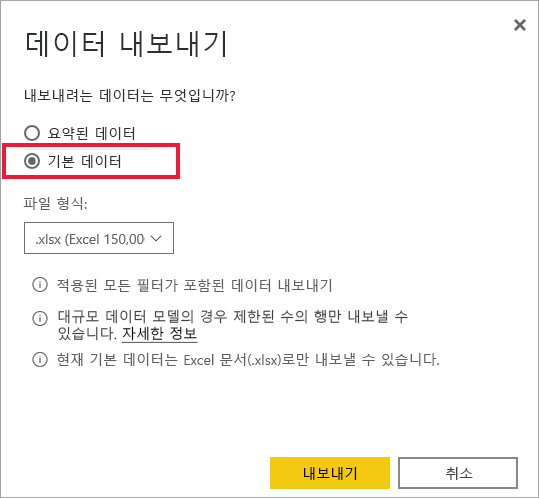 데이터 내보내기
내보내려는 데이터는 무엇입니까?
요약된 데이터
기본 데이터
파일 형식:
.xlsx (Excel 150,00
적용된 모든 필터가 포함된 데이터 내보내기
대규모 데이터 모델의 경우 제한된 수의 행만 내보낼 수
있습니다. 자세한 정보
현재 기본 데이터는 Excel 문서(.xlsx)로만 내보낼 수 있습니다.
내보내기
취소